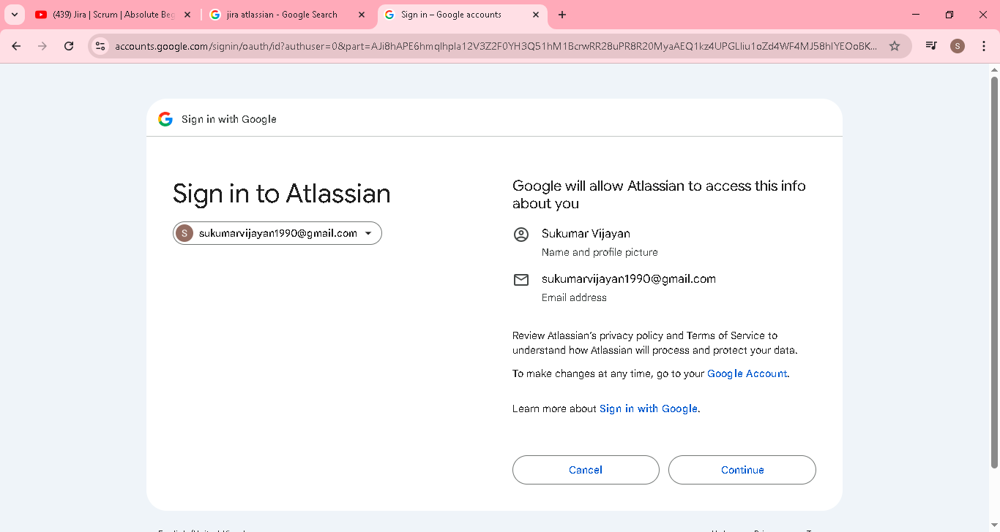 (439) Jira | Scrum | Absolute Beg
jira atlassian - Google Search
Sign in – Google accounts
accounts.google.com/signin/oauth/id?authuser=0&part=
S
Sign in with Google
Sign in to Atlassian
S sukumarvijayan1990@gmail.com
Google will allow Atlassian to access this info
about you
Sukumar Vijayan
Name and profile picture
sukumarvijayan1990@gmail.com
Email address
Review Atlassian's privacy policy and Terms of Service to
understand how Atlassian will process and protect your data.
To make changes at any time, go to your Google Account.
Learn more about Sign in with Google.
Cancel
Continue